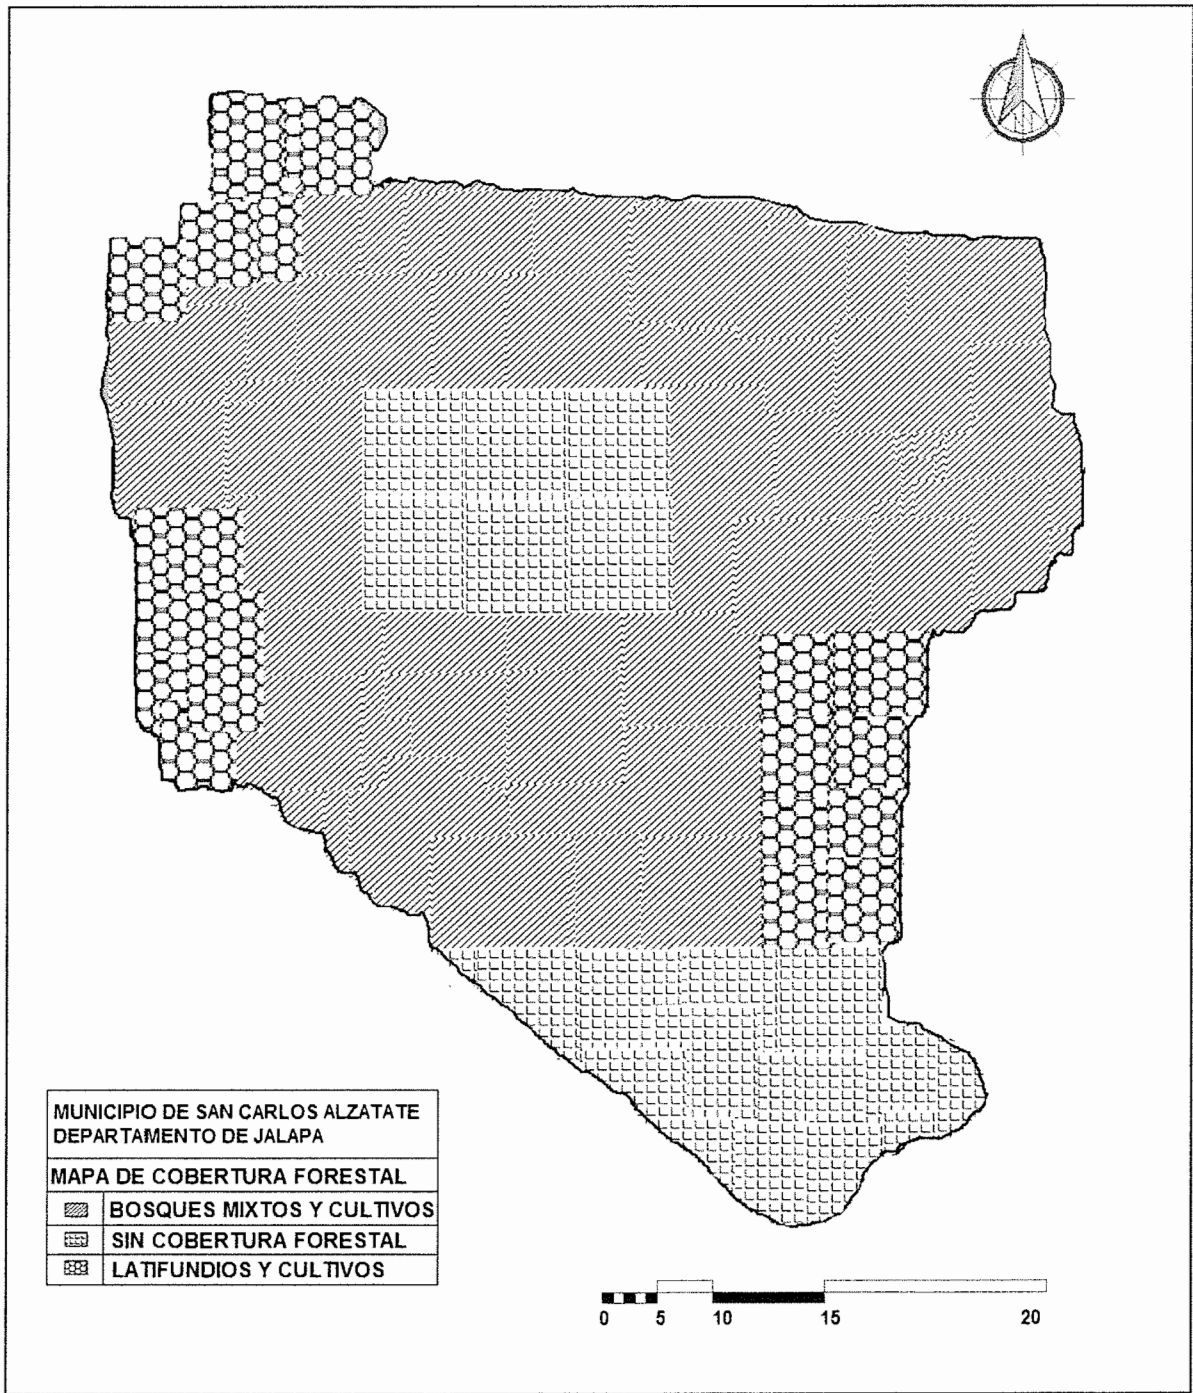 MUNICIPIO DE SAN CARLOS ALZATATE
DEPARTAMENTO DE JALAPA
MAPA DE COBERTURA FORESTAL
BOSQUES MIXTOS Y CULTIVOS
SIN COBERTURA FORESTAL
LATIFUNDIOS Y CULTIVOS
0 5 10 15 20